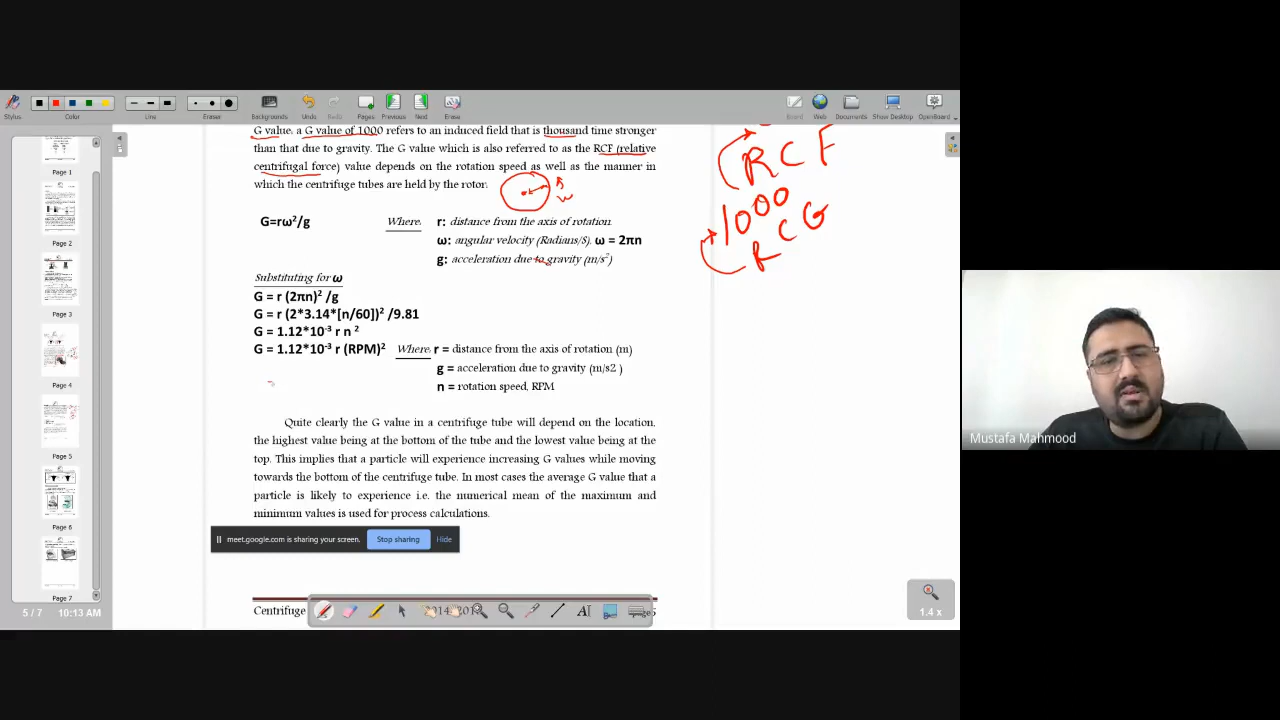 Stylus
Color
Line
Eraser
Backgrounds
Undo
Redo
Pages
Previous
Next
Erase
Board
Web
Documents
Show Desktop
OpenBoard
Page 1
Page 2
Page 3
Page 4
Page 5
Page 6
Page 7
5 / 7 10:13 AM
G value, a G value of 1000 refers to an induced field that is thousand time stronger
than that due to gravity. The G value which is also referred to as the RCF (relative
centrifugal force) value depends on the rotation speed as well as the manner in
which the centrifuge tubes are held by the rotor.
R
w
G=rω²/g Where, r: distance from the axis of rotation.
ω: angular velocity (Radians/S). ω = 2πn
g: acceleration due to gravity (m/s²)
Substituting for ω
G = r (2πn)² /g
G = r (2*3.14*[n/60])² /9.81
G = 1.12*10⁻³ r n ²
G = 1.12*10⁻³ r (RPM)² Where, r = distance from the axis of rotation (m)
g = acceleration due to gravity (m/s2 )
n = rotation speed, RPM
Quite clearly the G value in a centrifuge tube will depend on the location,
the highest value being at the bottom of the tube and the lowest value being at the
top. This implies that a particle will experience increasing G values while moving
towards the bottom of the centrifuge tube. In most cases the average G value that a
particle is likely to experience i.e. the numerical mean of the maximum and
minimum values is used for process calculations.
meet.google.com is sharing your screen. Stop sharing Hide
Centrifuge
RCF
1000
RCG
1.4 x
Mustafa Mahmood